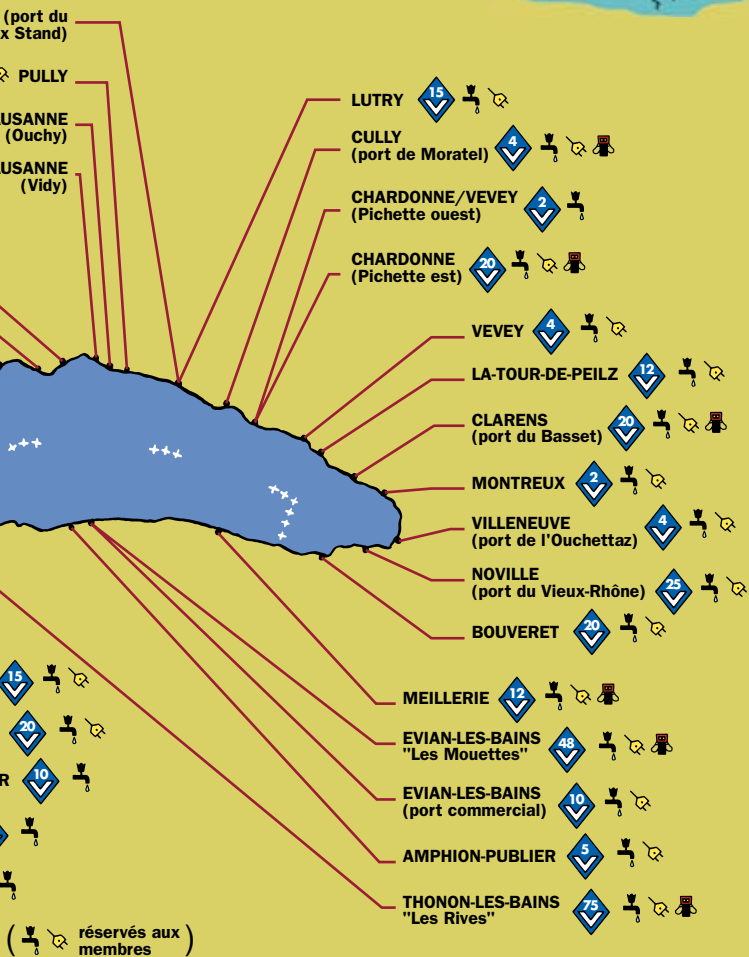 (port du
x Stand)
PULLY
USANNE
(Ouchy)
USANNE
(Vidy)
LUTRY 15
CULLY
(port de Moratel) 4
CHARDONNE/VEVEY
(Pichette ouest) 2
CHARDONNE
(Pichette est) 20
VEVEY 4
LA-TOUR-DE-PEILZ 12
CLARENS
(port du Basset) 20
MONTREUX 2
VILLENEUVE
(port de l'Ouchettaz) 4
NOVILLE
(port du Vieux-Rhône) 25
BOUVERET 20
MEILLERIE 12
EVIAN-LES-BAINS
"Les Mouettes" 48
EVIAN-LES-BAINS
(port commercial) 10
AMPHION-PUBLIER 5
THONON-LES-BAINS
"Les Rives" 75
15
20
R 10
( réservés aux
membres )